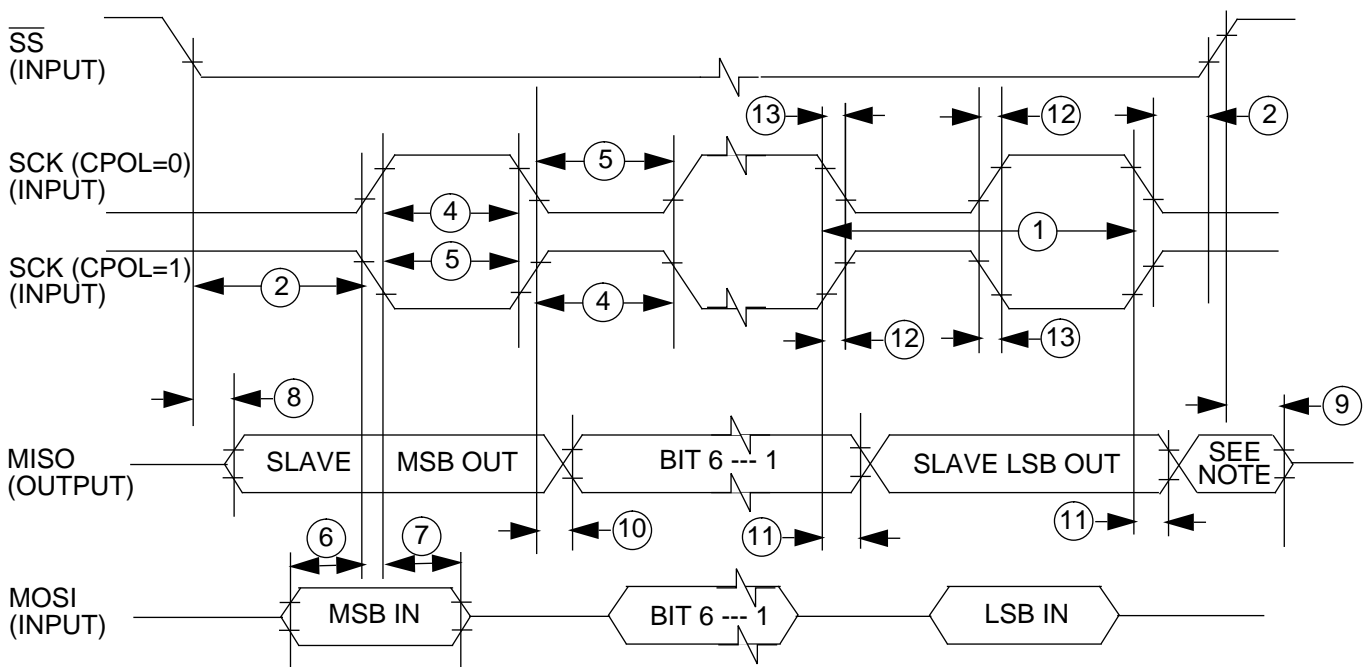 SS
(INPUT)
13
12
2
SCK (CPOL=0)
(INPUT)
5
4
1
SCK (CPOL=1)
(INPUT)
5
2
4
12
13
8
9
MISO
(OUTPUT)
SLAVE MSB OUT
BIT 6 --- 1
SLAVE LSB OUT
SEE
NOTE
6
7
10
11
11
MOSI
(INPUT)
MSB IN
BIT 6 --- 1
LSB IN